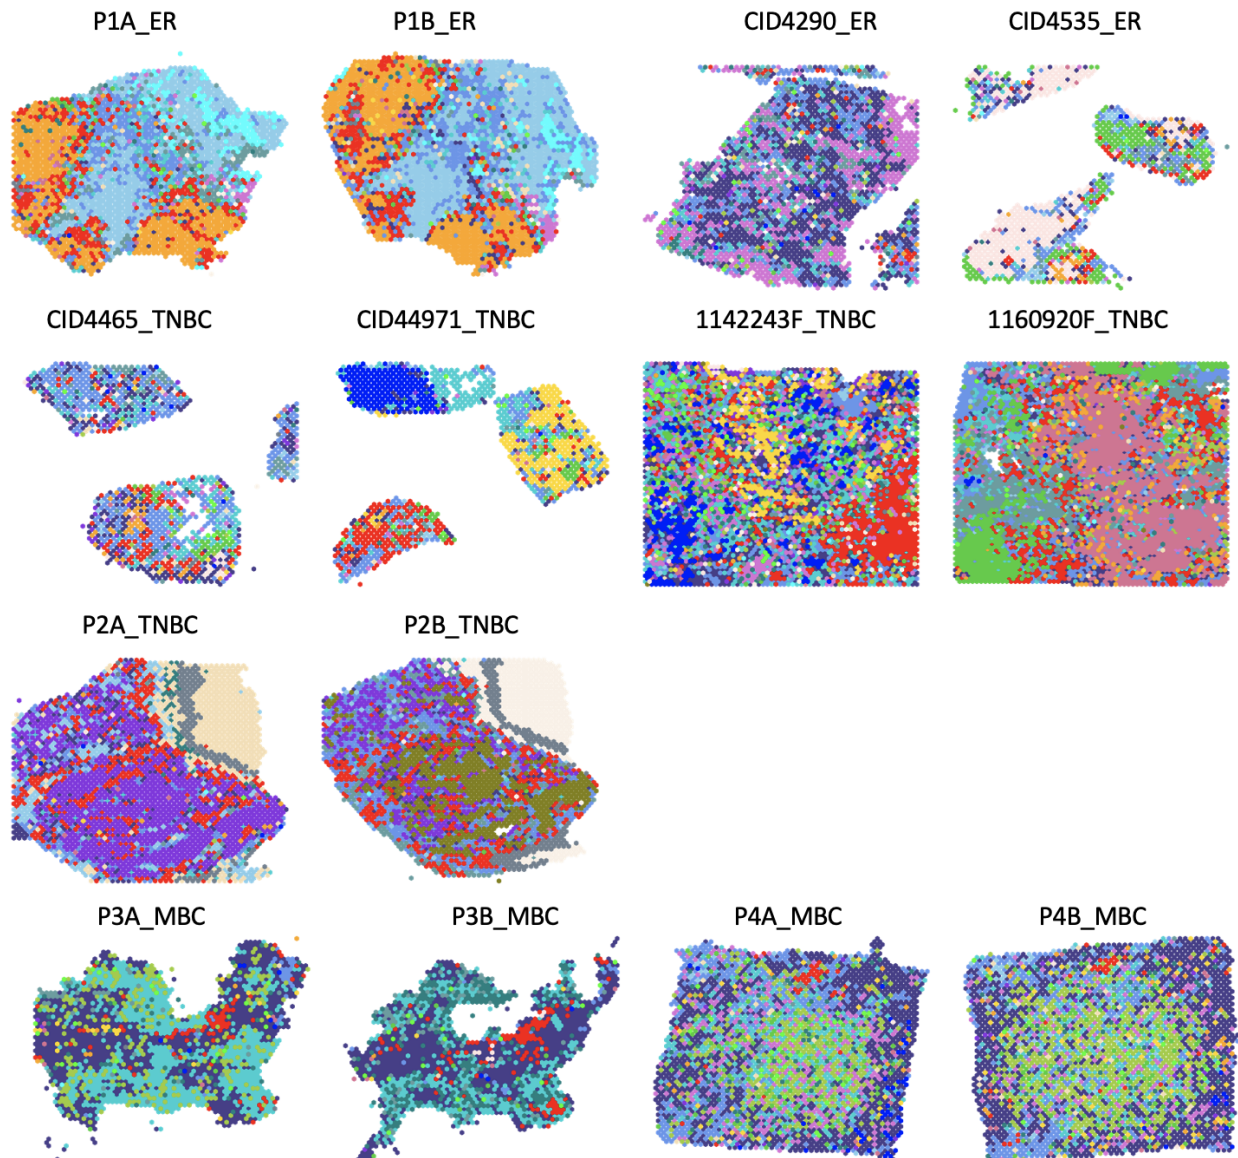 P1A_ER P1B_ER CID4290_ER CID4535_ER
CID4465_TNBC CID44971_TNBC 1142243F_TNBC 1160920F_TNBC
P2A_TNBC P2B_TNBC
P3A_MBC P3B_MBC P4A_MBC P4B_MBC